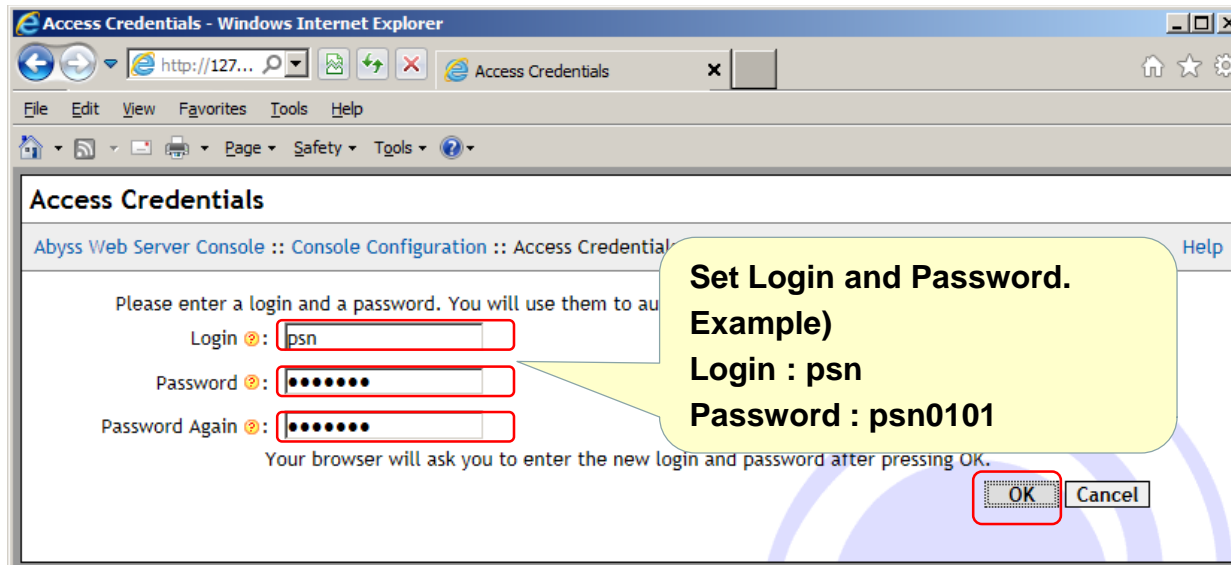 Access Credentials - Windows Internet Explorer
http://127... Access Credentials
File Edit View Favorites Tools Help
Page Safety Tools
Access Credentials
Abyss Web Server Console :: Console Configuration :: Access Credentials Help
Please enter a login and a password. You will use them to au
Login : psn
Password : ●●●●●●●
Password Again : ●●●●●●●
Your browser will ask you to enter the new login and password after pressing OK.
OK Cancel
Set Login and Password.
Example)
Login : psn
Password : psn0101